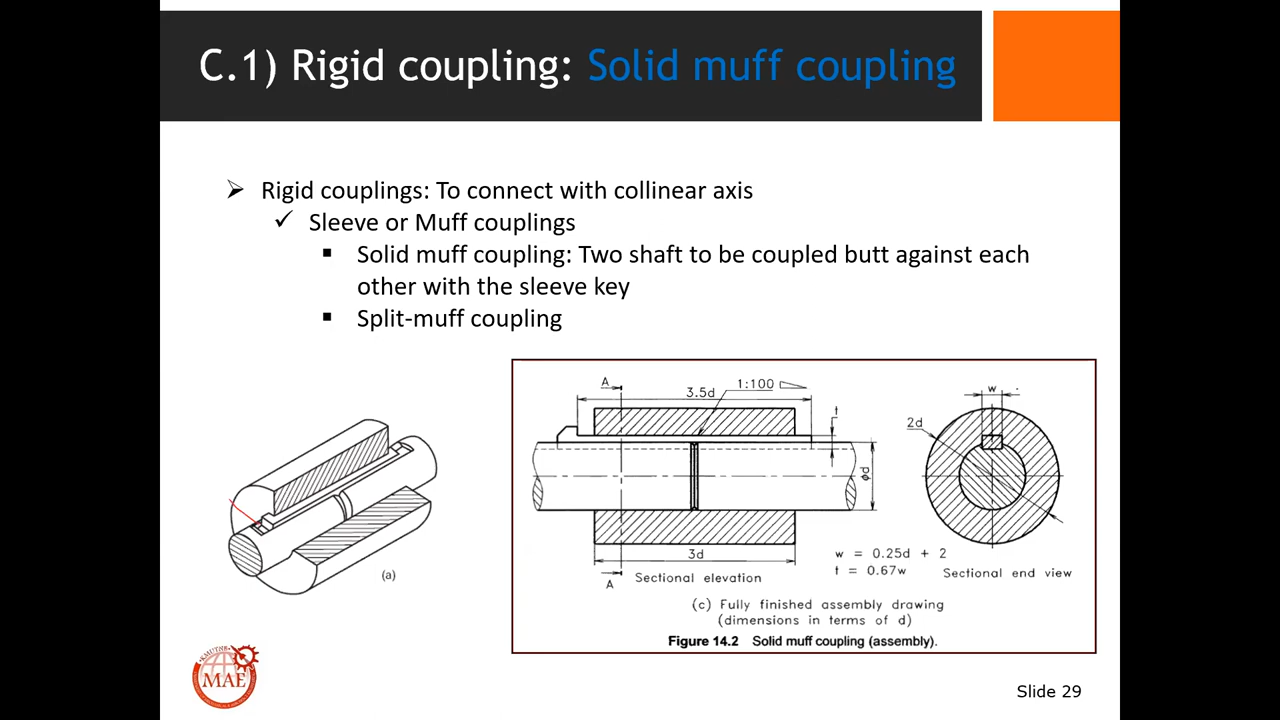 C.1) Rigid coupling: Solid muff coupling
Rigid couplings: To connect with collinear axis
Sleeve or Muff couplings
Solid muff coupling: Two shaft to be coupled butt against each
other with the sleeve key
Split-muff coupling
(a)
A
3.5d
1:100
t
ød
3d
A
Sectional elevation
w
2d
w = 0.25d + 2
t = 0.67w
Sectional end view
(c) Fully finished assembly drawing
(dimensions in terms of d)
Figure 14.2 Solid muff coupling (assembly).
KMUTNB
MAE
Slide 29